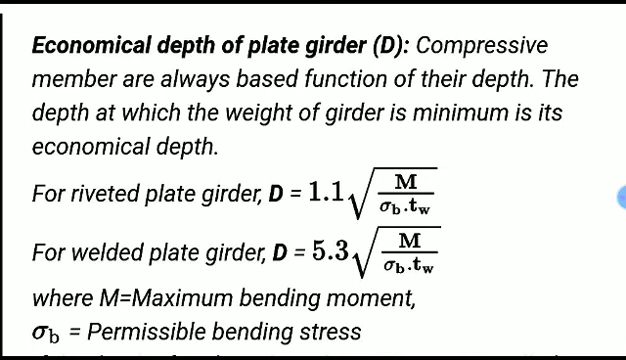 Economical depth of plate girder (D): Compressive
member are always based function of their depth. The
depth at which the weight of girder is minimum is its
economical depth.
For riveted plate girder, D = 1.1√(M/(σb.tw))
For welded plate girder, D = 5.3√(M/(σb.tw))
where M=Maximum bending moment,
σb = Permissible bending stress